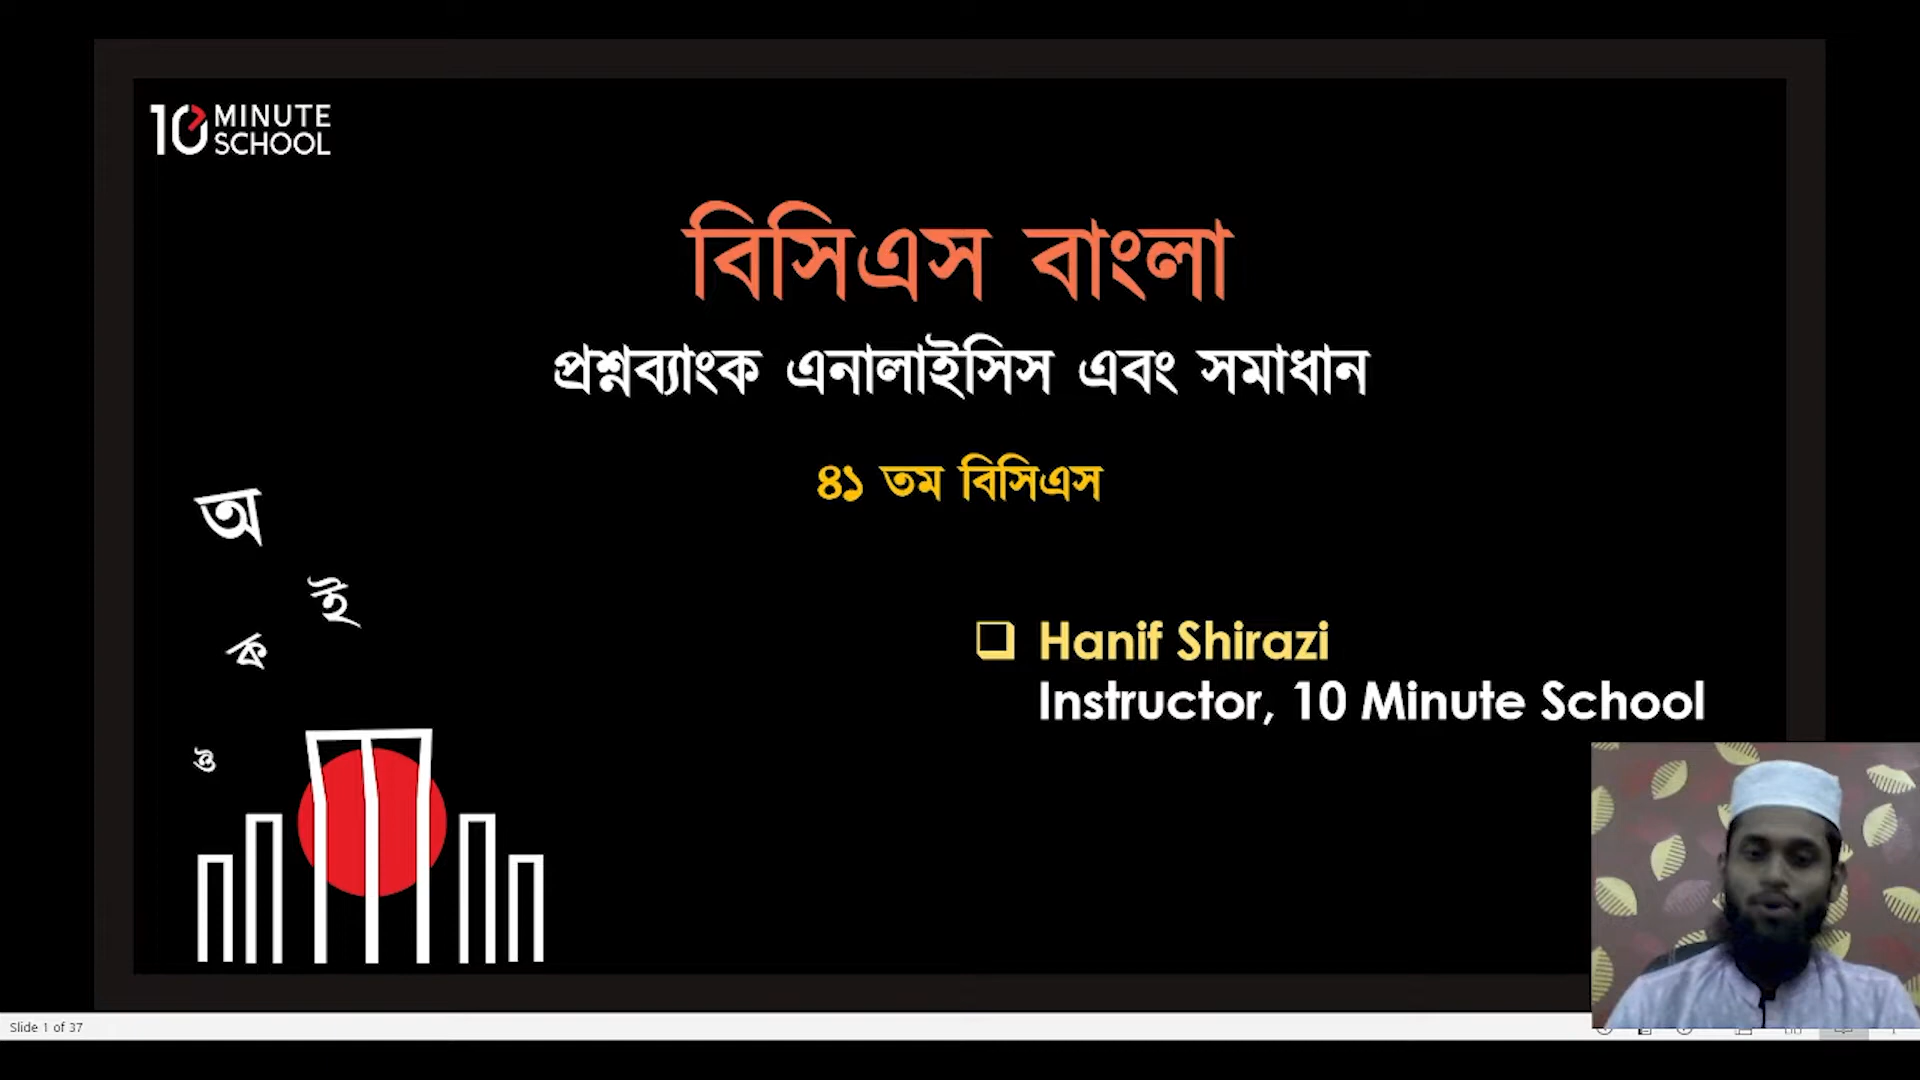 10 MINUTE
SCHOOL
বিসিএস বাংলা
প্রশ্নব্যাংক এনালাইসিস এবং সমাধান
৪১ তম বিসিএস
অ
ই
ক
❑ Hanif Shirazi
Instructor, 10 Minute School
Slide 1 of 37